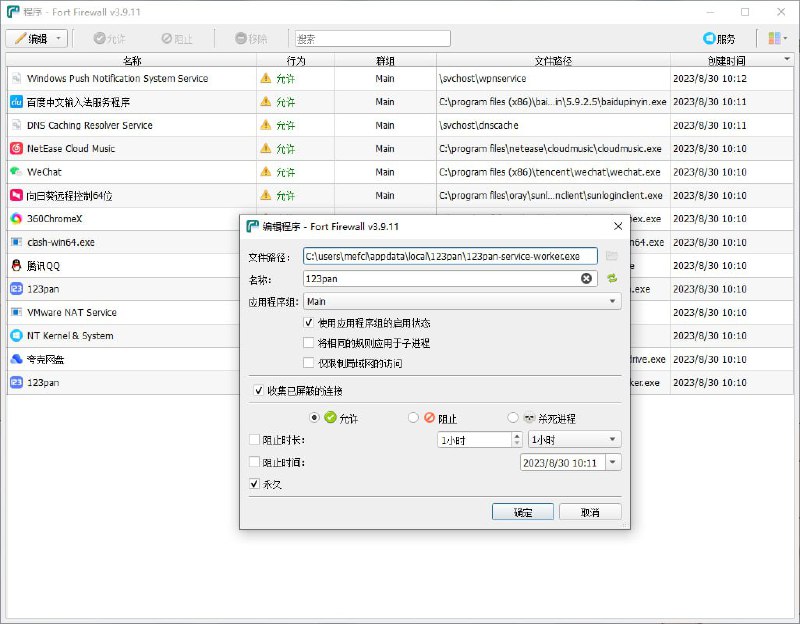 程序 - Fort Firewall v3.9.11
编辑 允许 阻止 移除 搜索 服务
名称 行为 群组 文件路径 创建时间
Windows Push Notification System Service 允许 Main \svchost\wpnservice 2023/8/30 10:12
百度中文输入法服务程序 允许 Main C:\program files (x86)\bai...in\5.9.2.5\baidupinyin.exe 2023/8/30 10:11
DNS Caching Resolver Service 允许 Main \svchost\dnscache 2023/8/30 10:11
NetEase Cloud Music 允许 Main C:\program files\netease\cloudmusic\cloudmusic.exe 2023/8/30 10:10
WeChat 允许 Main C:\program files (x86)\tencent\wechat\wechat.exe 2023/8/30 10:10
向日葵远程控制64位 允许 Main C:\program files\oray\sunl...nclient\sunloginclient.exe 2023/8/30 10:10
360ChromeX mex.exe 2023/8/30 10:10
clash-win64.exe 4.exe 2023/8/30 10:10
腾讯QQ 2023/8/30 10:10
123pan n.exe 2023/8/30 10:10
VMware NAT Service 2023/8/30 10:10
NT Kernel & System 2023/8/30 10:10
夸克网盘 drive.exe 2023/8/30 10:10
123pan ker.exe 2023/8/30 10:10
编辑程序 - Fort Firewall v3.9.11
文件路径: C:\users\mefc\appdata\local\123pan\123pan-service-worker.exe
名称: 123pan
应用程序组: Main
使用应用程序组的启用状态
将相同的规则应用于子进程
仅限制局域网的访问
收集已屏蔽的连接
允许 阻止 杀死进程
阻止时长: 1小时 1小时
阻止时间: 2023/8/30 10:11
永久
确定 取消